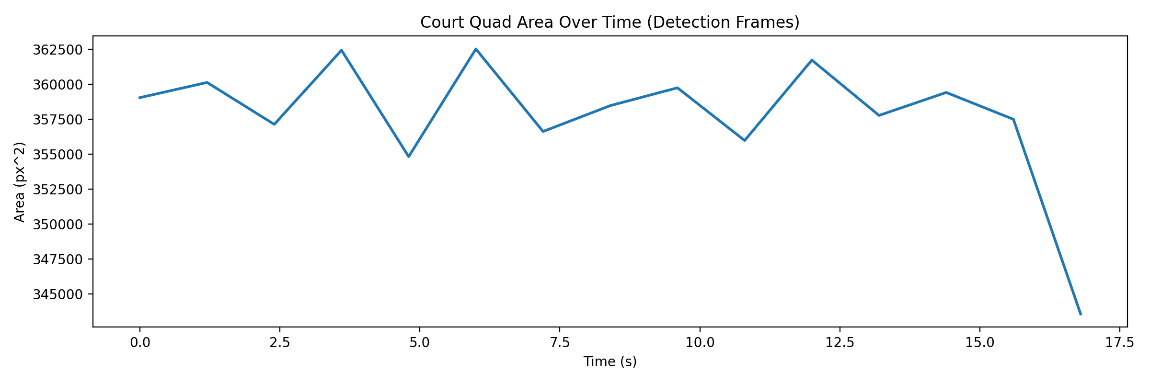 Court Quad Area Over Time (Detection Frames)
362500
360000
357500
355000
352500
350000
347500
345000
Area (px^2)
0.0 2.5 5.0 7.5 10.0 12.5 15.0 17.5
Time (s)